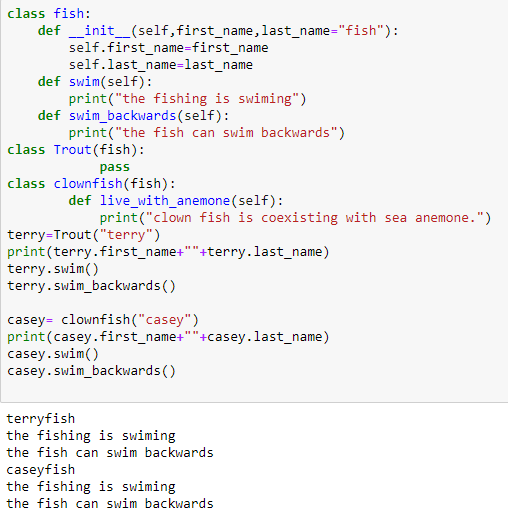 class fish:
    def __init__(self,first_name,last_name="fish"):
        self.first_name=first_name
        self.last_name=last_name
    def swim(self):
        print("the fishing is swiming")
    def swim_backwards(self):
        print("the fish can swim backwards")
class Trout(fish):
            pass
class clownfish(fish):
        def live_with_anemone(self):
            print("clown fish is coexisting with sea anemone.")
terry=Trout("terry")
print(terry.first_name+""+terry.last_name)
terry.swim()
terry.swim_backwards()

casey= clownfish("casey")
print(casey.first_name+""+casey.last_name)
casey.swim()
casey.swim_backwards()

terryfish
the fishing is swiming
the fish can swim backwards
caseyfish
the fishing is swiming
the fish can swim backwards